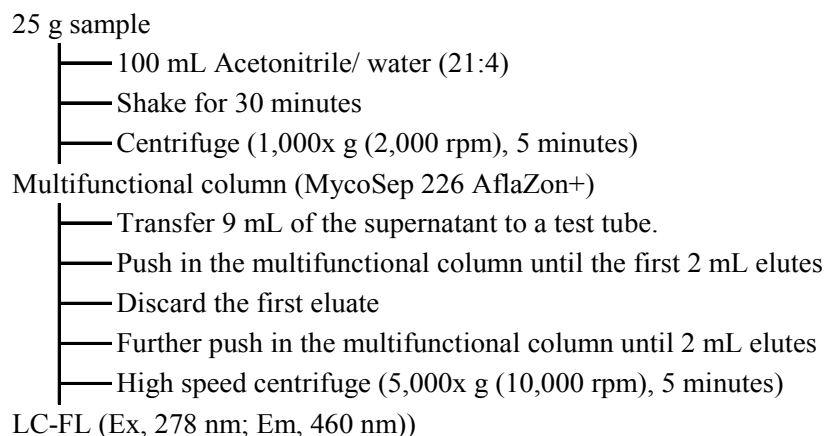 25 g sample
100 mL Acetonitrile/ water (21:4)
Shake for 30 minutes
Centrifuge (1,000x g (2,000 rpm), 5 minutes)
Multifunctional column (MycoSep 226 AflaZon+)
Transfer 9 mL of the supernatant to a test tube.
Push in the multifunctional column until the first 2 mL elutes
Discard the first eluate
Further push in the multifunctional column until 2 mL elutes
High speed centrifuge (5,000x g (10,000 rpm), 5 minutes)
LC-FL (Ex, 278 nm; Em, 460 nm))